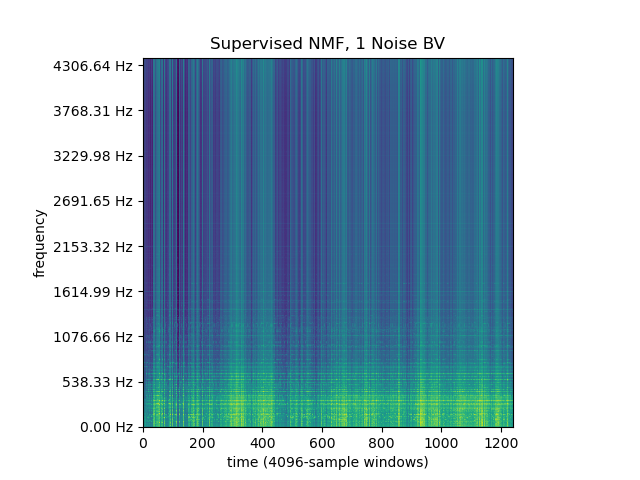 Supervised NMF, 1 Noise BV
4306.64 Hz
3768.31 Hz
3229.98 Hz
2691.65 Hz
2153.32 Hz
1614.99 Hz
1076.66 Hz
538.33 Hz
0.00 Hz
frequency
0 200 400 600 800 1000 1200
time (4096-sample windows)